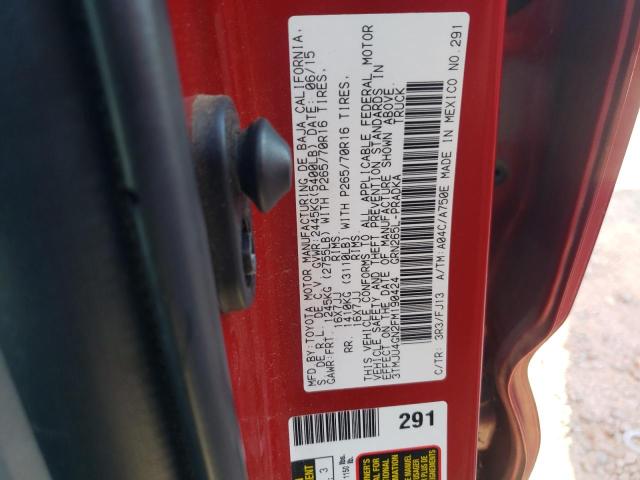 MFD.BY:TOYOTA MOTOR MANUFACTURING DE BAJA CALIFORNIA,
S. DE R.L. DE C.V. GVWR:2445KG(5400LB) DATE: 06/15
GAWR:FRT. 1245KG (2755LB) WITH P265/70R16 TIRES,
16X7JJ RIMS
RR. 1410KG (3110LB) WITH P265/70R16 TIRES,
16X7JJ RIMS
THIS VEHICLE CONFORMS TO ALL APPLICABLE FEDERAL MOTOR
VEHICLE SAFETY AND THEFT PREVENTION STANDARDS IN
EFFECT ON THE DATE OF MANUFACTURE SHOWN ABOVE.
3TMJU4GN2FM190424 GRN265L-PRADKA TRUCK
C/TR: 3R3/FJ13 A/TM:A04C/A750E MADE IN MEXICO NO.291
291
3
1150 lbs.